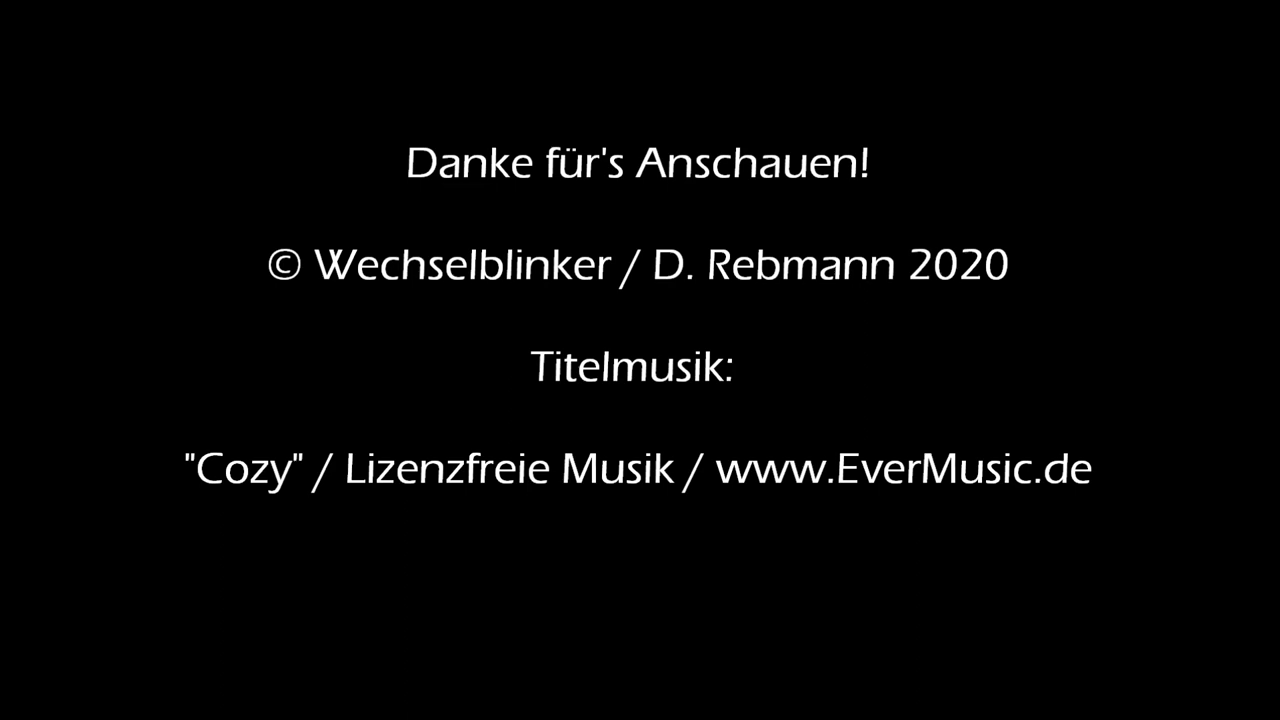 Danke für's Anschauen!
© Wechselblinker / D. Rebmann 2020
Titelmusik:
"Cozy" / Lizenzfreie Musik / www.EverMusic.de